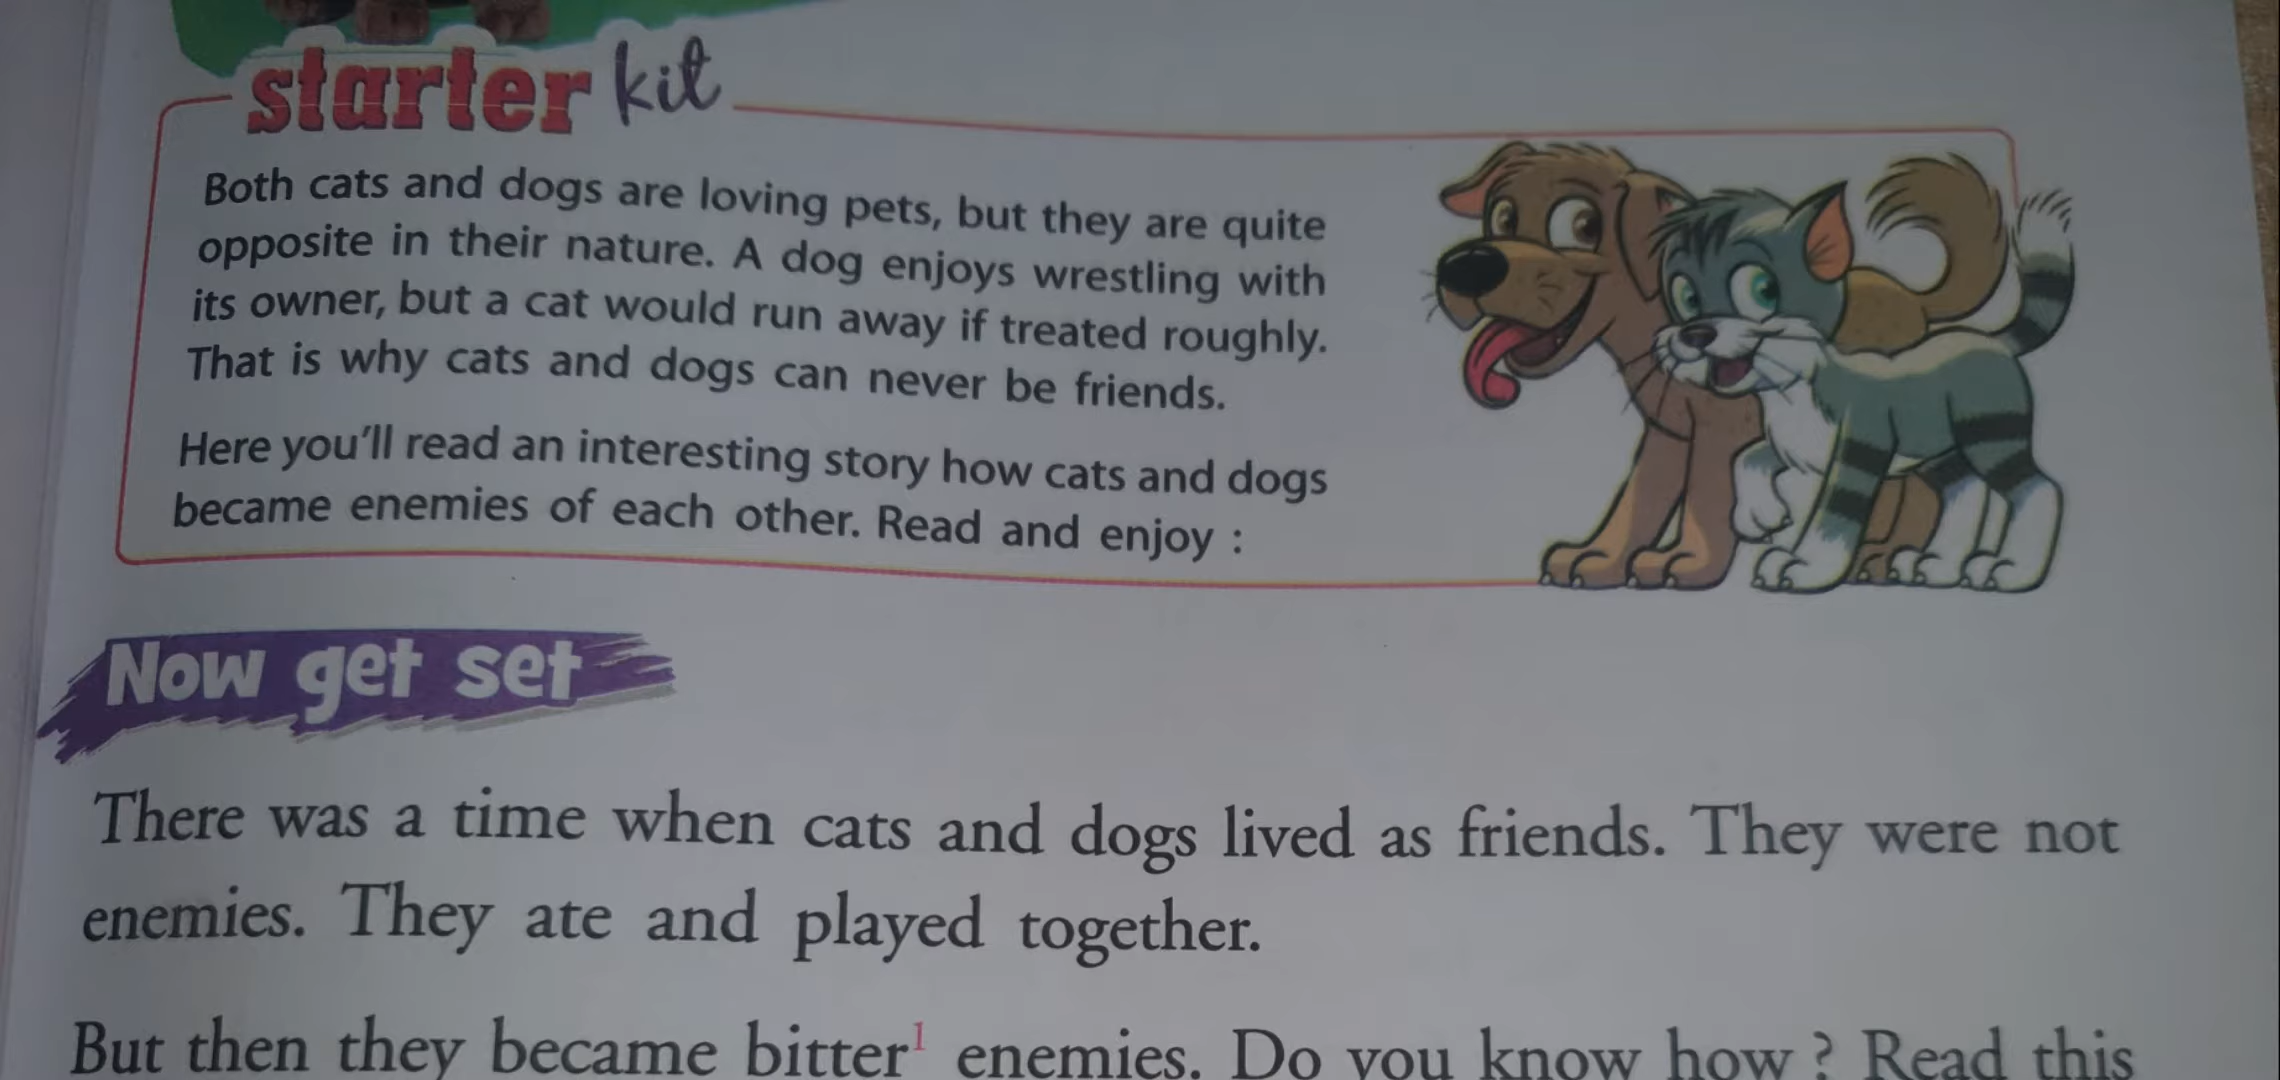 starter kit
Both cats and dogs are loving pets, but they are quite
opposite in their nature. A dog enjoys wrestling with
its owner, but a cat would run away if treated roughly.
That is why cats and dogs can never be friends.
Here you'll read an interesting story how cats and dogs
became enemies of each other. Read and enjoy :
Now get set
There was a time when cats and dogs lived as friends. They were not
enemies. They ate and played together.
But then they became bitter¹ enemies. Do you know how ? Read this